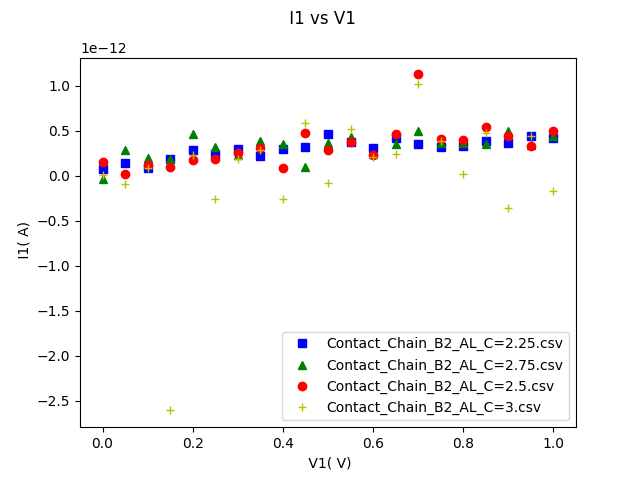 I1 vs V1
1e−12
1.0
0.5
0.0
−0.5
−1.0
−1.5
−2.0
−2.5
I1( A)
Contact_Chain_B2_AL_C=2.25.csv
Contact_Chain_B2_AL_C=2.75.csv
Contact_Chain_B2_AL_C=2.5.csv
Contact_Chain_B2_AL_C=3.csv
0.0 0.2 0.4 0.6 0.8 1.0
V1( V)